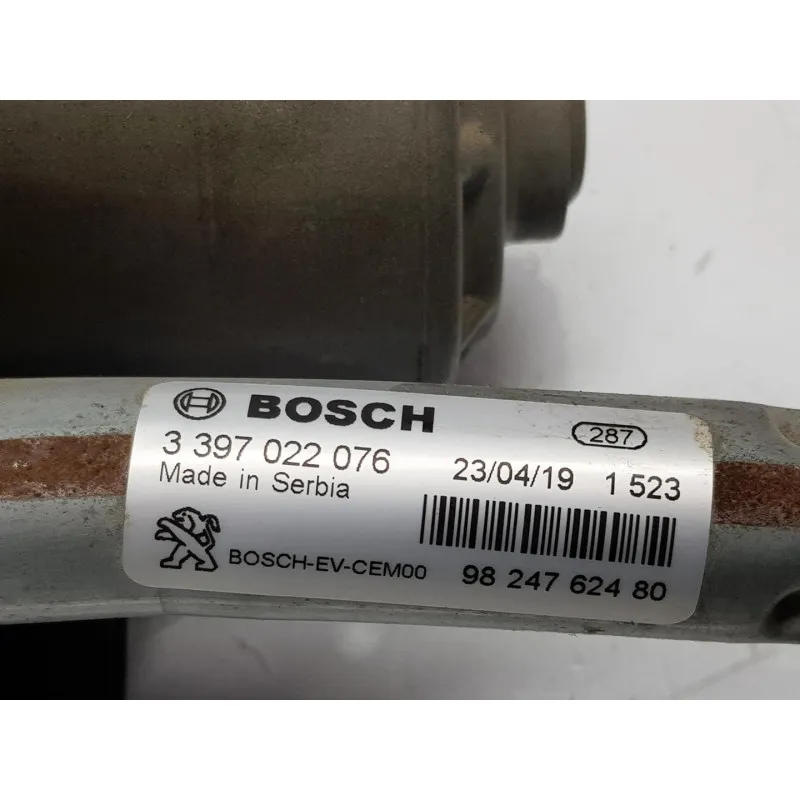 BOSCH
287
3 397 022 076
23/04/19 1 523
Made in Serbia
BOSCH-EV-CEM00
98 247 624 80